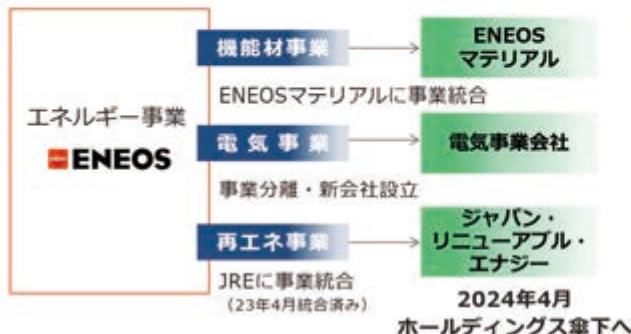 エネルギー事業
ENEOS
機能材事業
ENEOS
マテリアル
ENEOSマテリアルに事業統合
電気事業
電気事業会社
事業分離・新会社設立
再エネ事業
ジャパン・
リニューアブル・
エナジー
JREに事業統合
(23年4月統合済み)
2024年4月
ホールディングス傘下へ